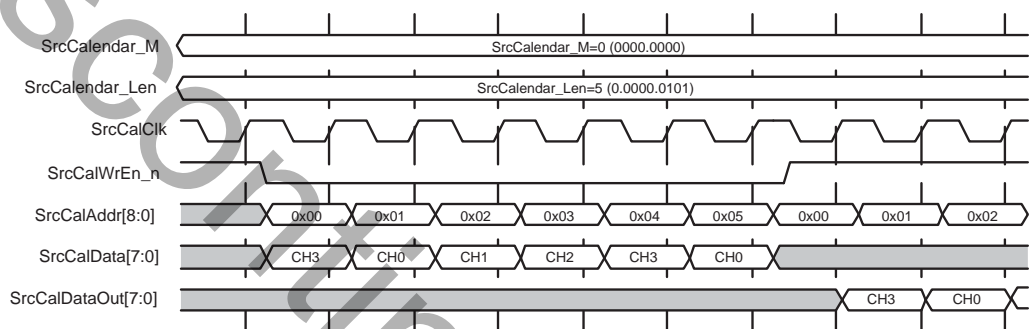 SrcCalendar_M SrcCalendar_M=0 (0000.0000)
SrcCalendar_Len SrcCalendar_Len=5 (0.0000.0101)
SrcCalClk
SrcCalWrEn_n
SrcCalAddr[8:0] 0x00 0x01 0x02 0x03 0x04 0x05 0x00 0x01 0x02
SrcCalData[7:0] CH3 CH0 CH1 CH2 CH3 CH0
SrcCalDataOut[7:0] CH3 CH0